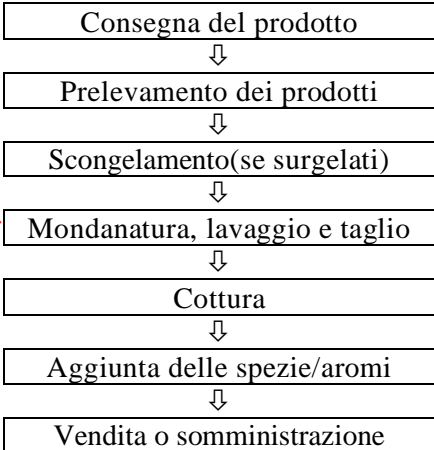 Consegna del prodotto
⇩
Prelevamento dei prodotti
⇩
Scongelamento(se surgelati)
⇩
Mondanatura, lavaggio e taglio
⇩
Cottura
⇩
Aggiunta delle spezie/aromi
⇩
Vendita o somministrazione